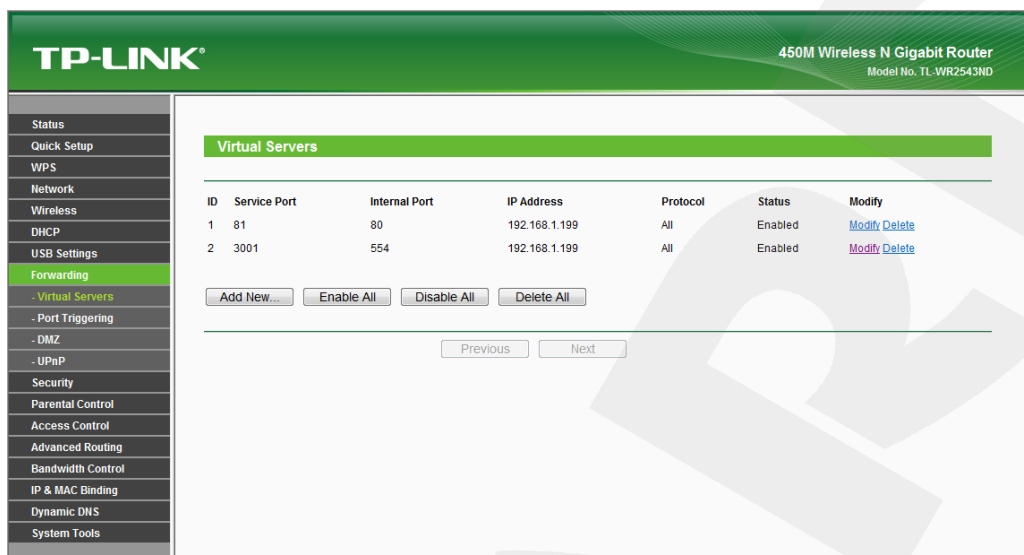 TP-LINK®
450M Wireless N Gigabit Router
Model No. TL-WR2543ND
Status
Quick Setup
WPS
Network
Wireless
DHCP
USB Settings
Forwarding
- Virtual Servers
- Port Triggering
- DMZ
- UPnP
Security
Parental Control
Access Control
Advanced Routing
Bandwidth Control
IP & MAC Binding
Dynamic DNS
System Tools
Virtual Servers
ID Service Port Internal Port IP Address Protocol Status Modify
1 81 80 192.168.1.199 All Enabled Modify Delete
2 3001 554 192.168.1.199 All Enabled Modify Delete
Add New... Enable All Disable All Delete All
Previous Next